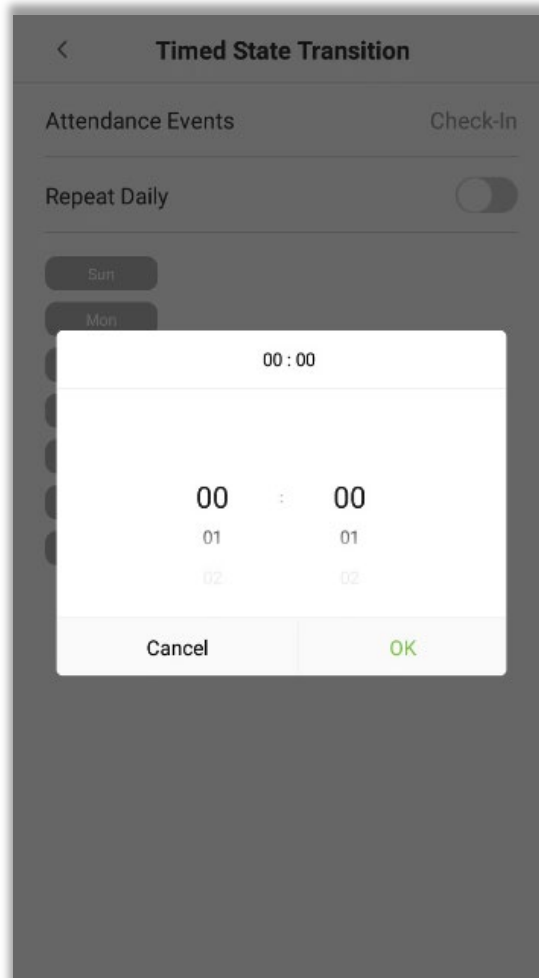 Timed State Transition
Attendance Events Check-In
Repeat Daily
Sun
Mon
00 : 00
00 : 00
01 01
02 02
Cancel OK